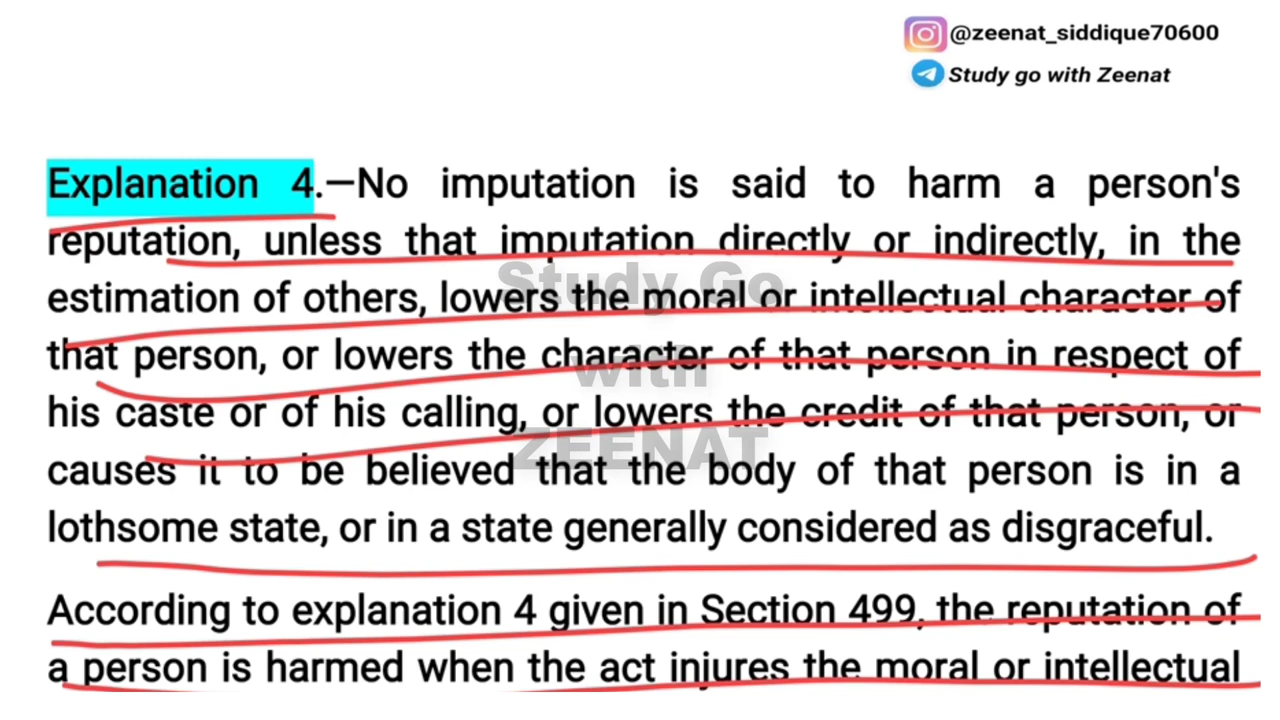 @zeenat_siddique70600
Study go with Zeenat
Explanation 4.—No imputation is said to harm a person's
reputation, unless that imputation directly or indirectly, in the
estimation of others, lowers the moral or intellectual character of
that person, or lowers the character of that person in respect of
his caste or of his calling, or lowers the credit of that person, or
causes it to be believed that the body of that person is in a
lothsome state, or in a state generally considered as disgraceful.
According to explanation 4 given in Section 499, the reputation of
a person is harmed when the act injures the moral or intellectual
Study Go
with
ZEENAT